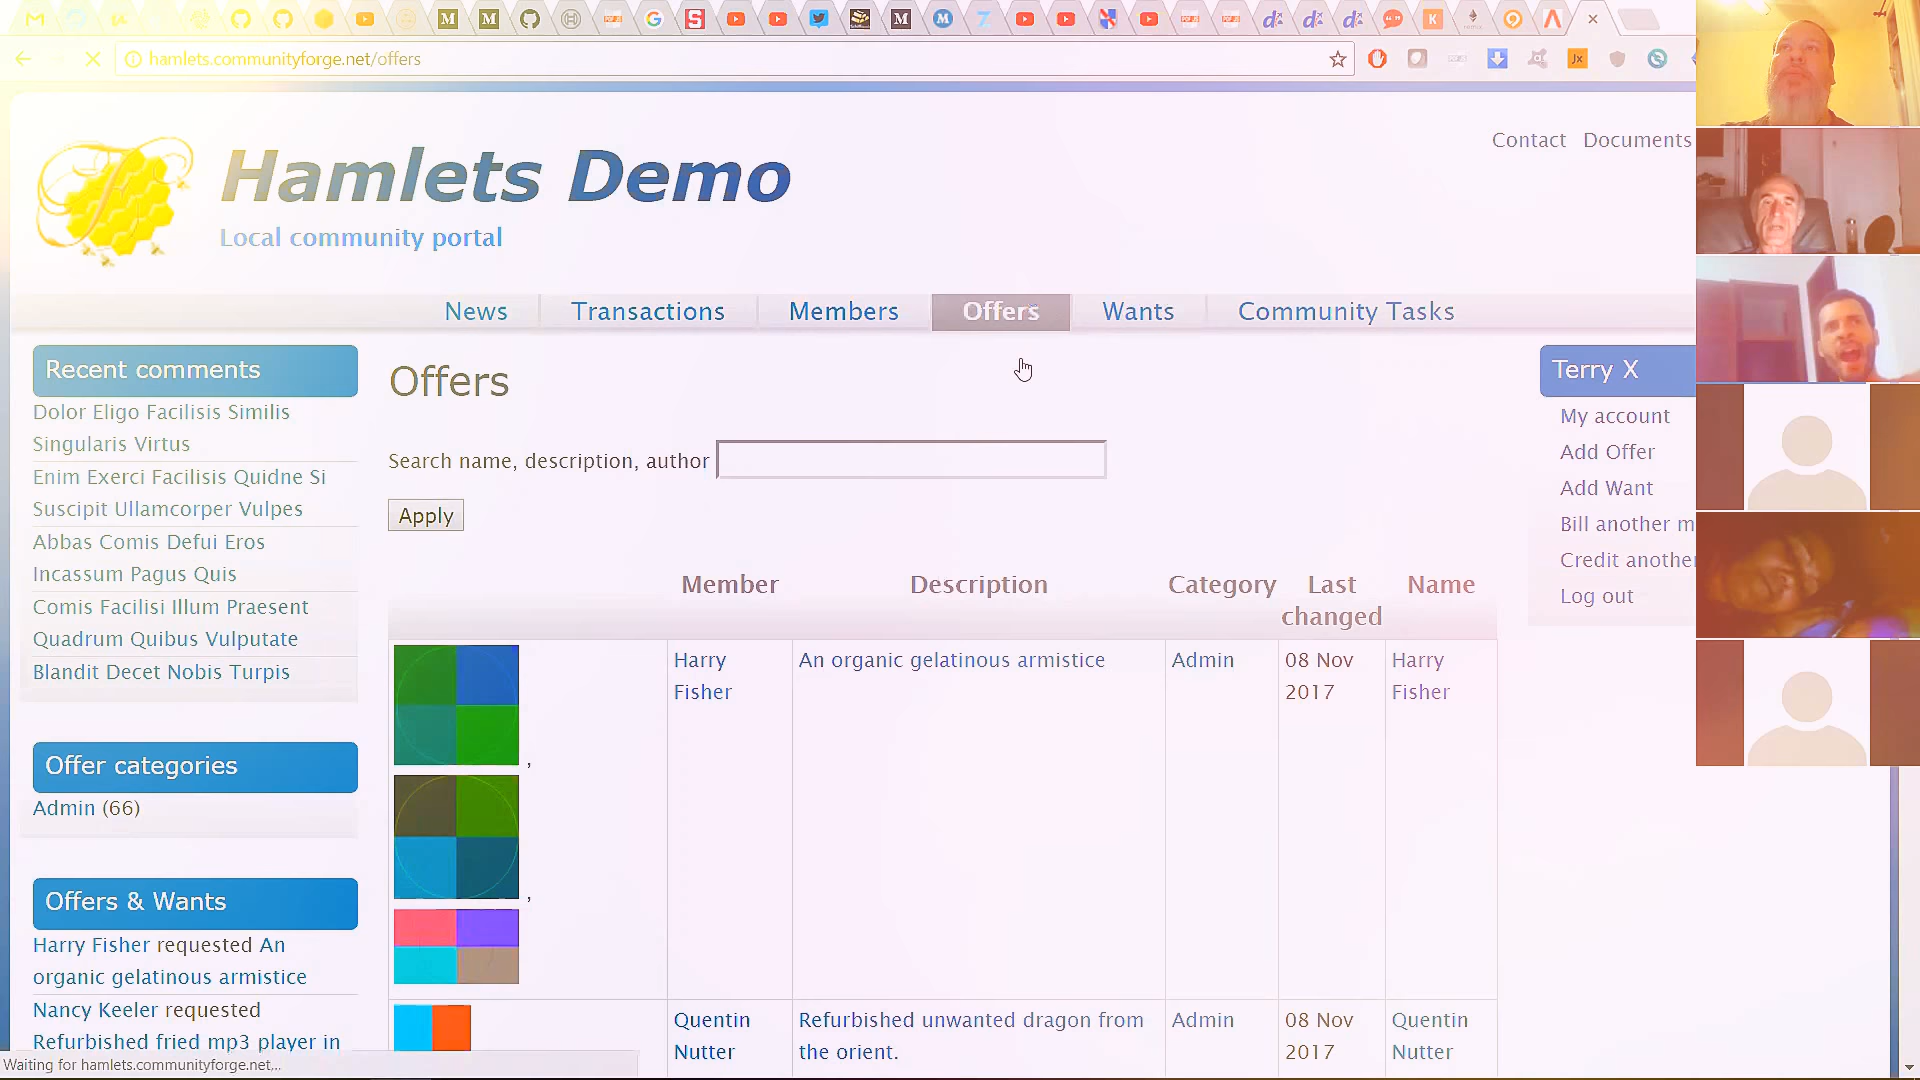 hamlets.communityforge.net/offers
Hamlets Demo
Local community portal
Contact Documents
News Transactions Members Offers Wants Community Tasks
Recent comments
Dolor Eligo Facilisis Similis
Singularis Virtus
Enim Exerci Facilisis Quidne Si
Suscipit Ullamcorper Vulpes
Abbas Comis Defui Eros
Incassum Pagus Quis
Comis Facilisi Illum Praesent
Quadrum Quibus Vulputate
Blandit Decet Nobis Turpis
Offer categories
Admin (66)
Offers & Wants
Harry Fisher requested An
organic gelatinous armistice
Nancy Keeler requested
Refurbished fried mp3 player in
Offers
Search name, description, author
Apply
Member Description Category Last changed Name
Harry Fisher An organic gelatinous armistice Admin 08 Nov 2017 Harry Fisher
, 
,
Quentin Nutter Refurbished unwanted dragon from the orient. Admin 08 Nov 2017 Quentin Nutter
Terry X
My account
Add Offer
Add Want
Bill another m
Credit another
Log out
Waiting for hamlets.communityforge.net...